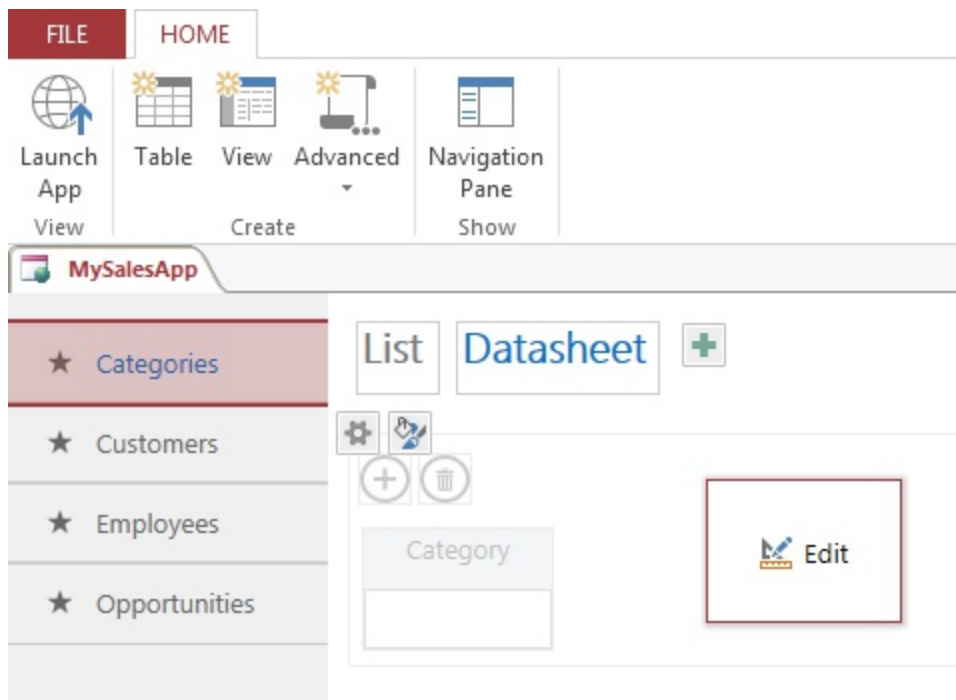 FILE HOME
Launch App Table View Advanced Navigation Pane
View Create Show
MySalesApp
Categories
Customers
Employees
Opportunities
List Datasheet
Category
Edit